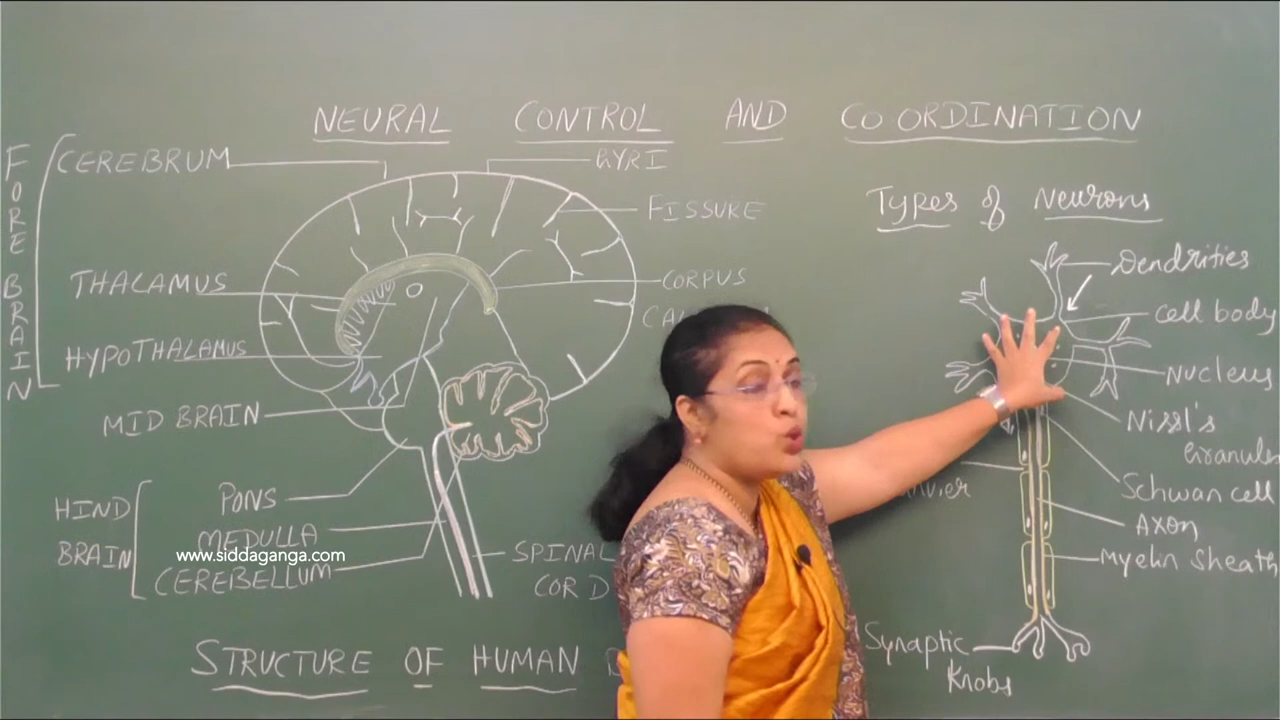 NEURAL CONTROL AND CO ORDINATION
FORE BRAIN
CEREBRUM
GYRI
FISSURE
THALAMUS
CORPUS
HYPOTHALAMUS
MID BRAIN
HIND BRAIN
PONS
MEDULLA
www.siddaganga.com
CEREBELLUM
SPINAL
CORD
STRUCTURE OF HUMAN
Types of Neurons
Dendrities
cell body
Nucleus
Nissl's
Granules
Schwan cell
Axon
Myelin Sheath
Synaptic
Knobs